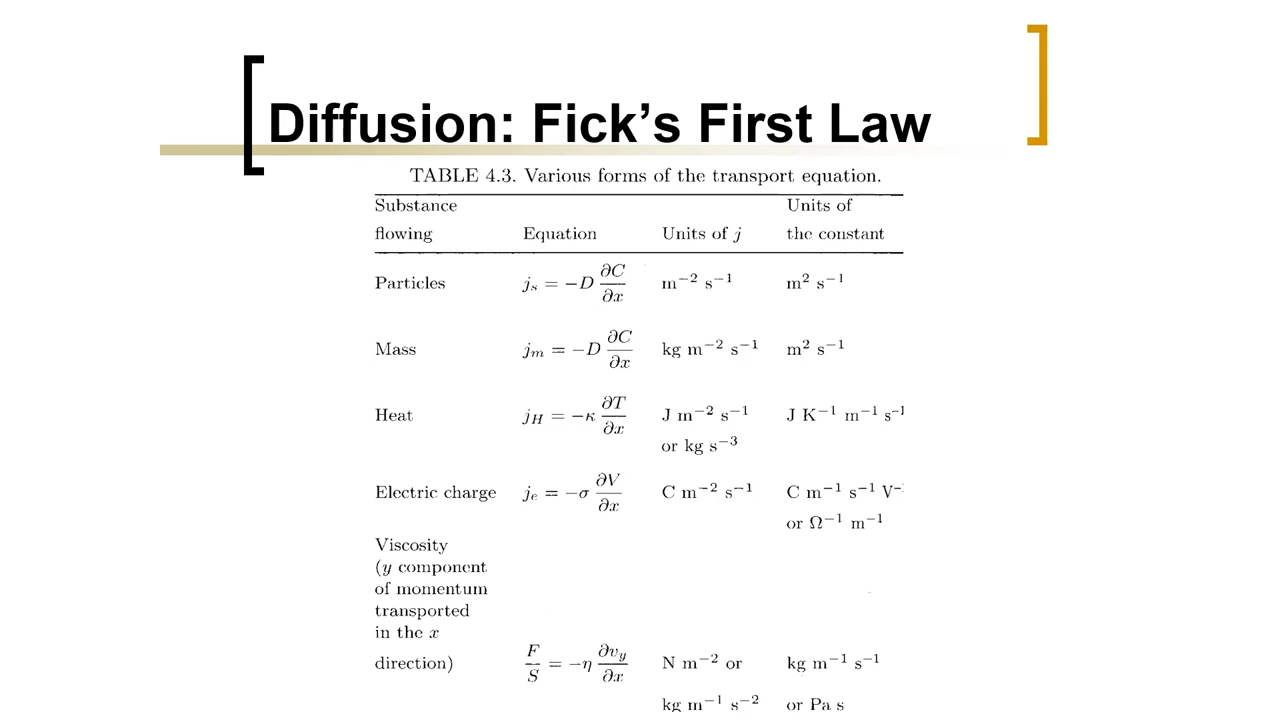 Diffusion: Fick's First Law
TABLE 4.3. Various forms of the transport equation.
Substance flowing Equation Units of j Units of the constant
Particles j_s = −D ∂C/∂x m⁻² s⁻¹ m² s⁻¹
Mass j_m = −D ∂C/∂x kg m⁻² s⁻¹ m² s⁻¹
Heat j_H = −κ ∂T/∂x J m⁻² s⁻¹ J K⁻¹ m⁻¹ s⁻¹
or kg s⁻³
Electric charge j_e = −σ ∂V/∂x C m⁻² s⁻¹ C m⁻¹ s⁻¹ V⁻
or Ω⁻¹ m⁻¹
Viscosity
(y component
of momentum
transported
in the x
direction) F/S = −η ∂v_y/∂x N m⁻² or kg m⁻¹ s⁻¹
kg m⁻¹ s⁻² or Pa s